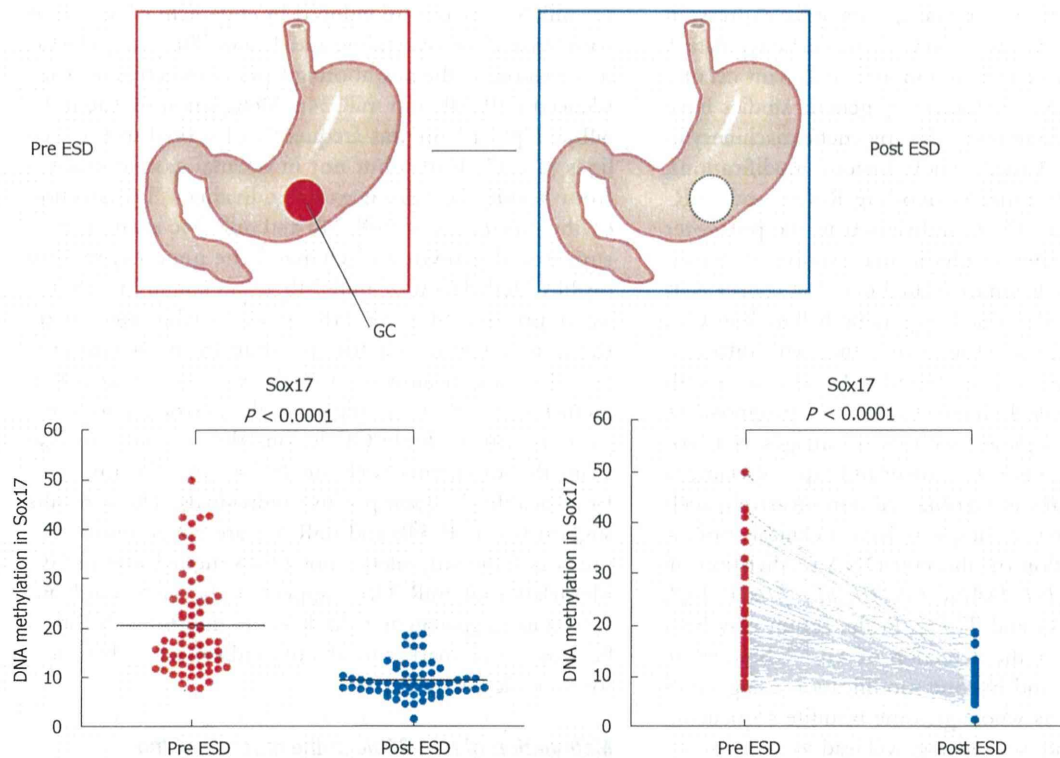 Pre ESD
Post ESD
GC
Sox17
P < 0.0001
60
50
40
30
20
10
0
DNA methylation in Sox17
Pre ESD
Post ESD
Sox17
P < 0.0001
60
50
40
30
20
10
0
DNA methylation in Sox17
Pre ESD
Post ESD